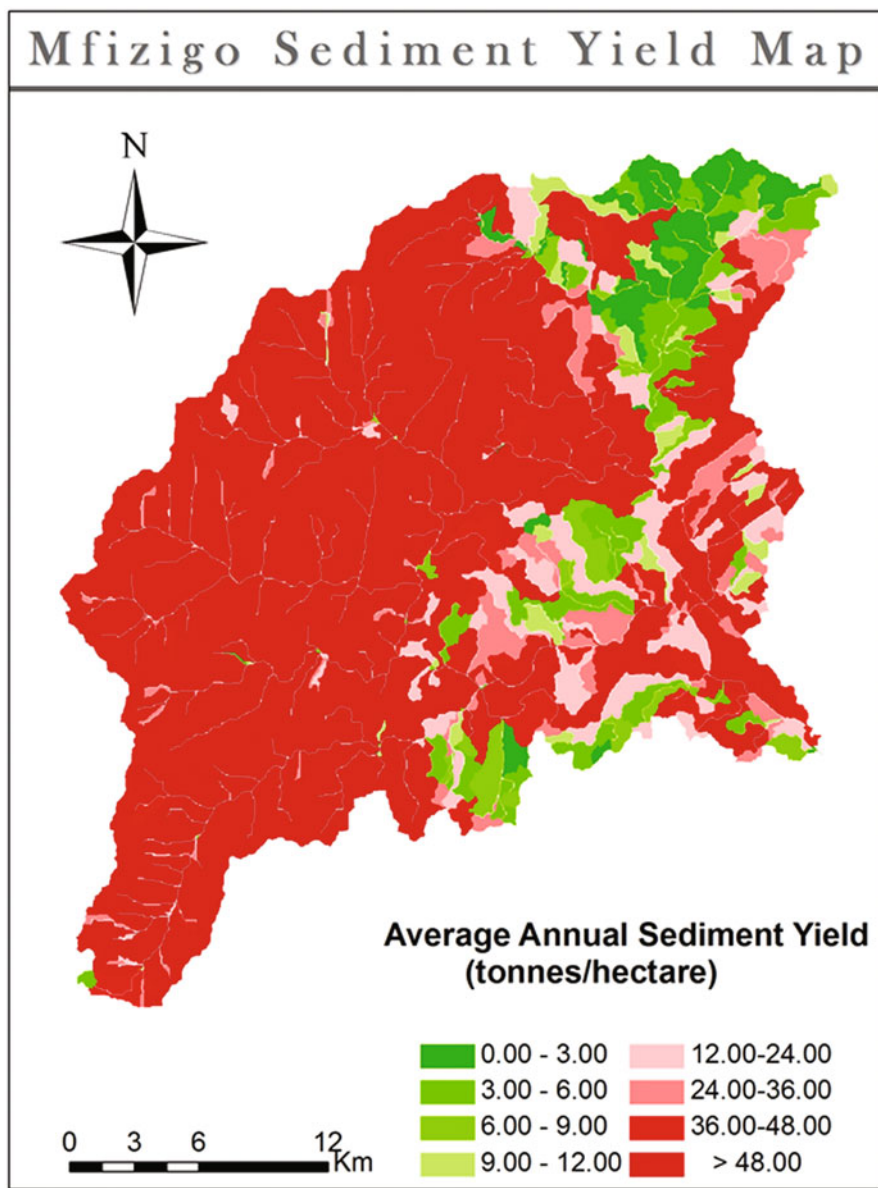 Mfizigo Sediment Yield Map
N
Average Annual Sediment Yield
(tonnes/hectare)
0.00 - 3.00
3.00 - 6.00
6.00 - 9.00
9.00 - 12.00
12.00-24.00
24.00-36.00
36.00-48.00
> 48.00
0 3 6 12
Km